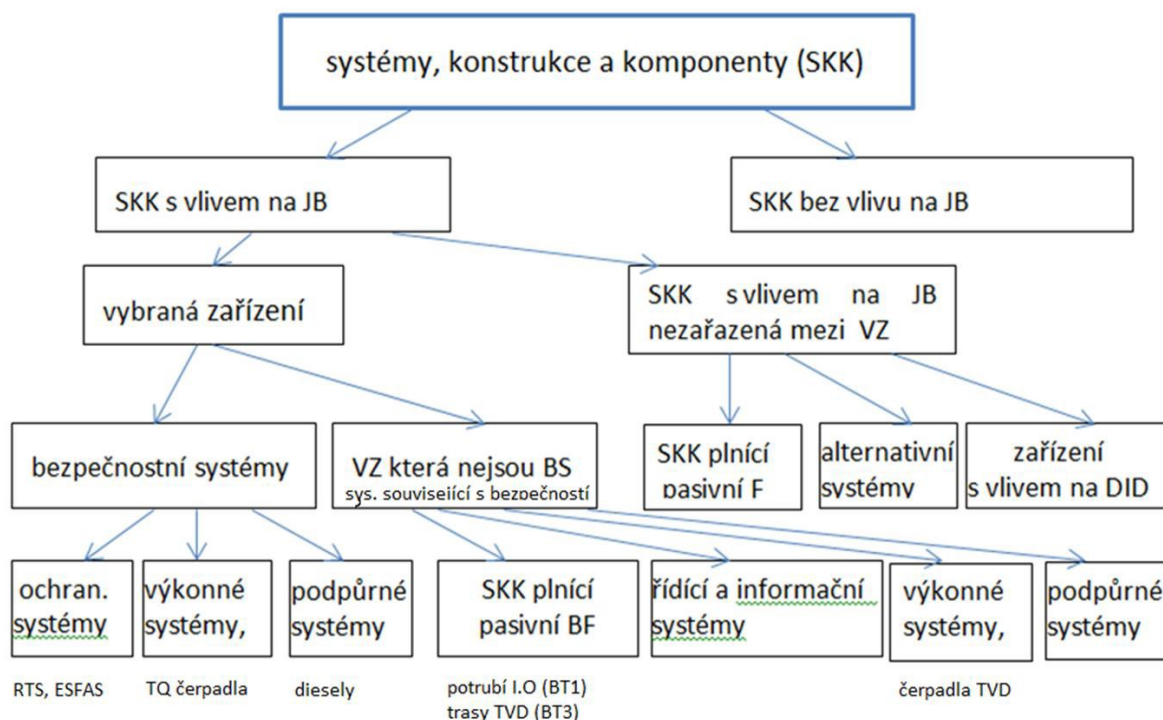 systémy, konstrukce a komponenty (SKK)
SKK s vlivem na JB
SKK bez vlivu na JB
vybraná zařízení
SKK s vlivem na JB
nezařazená mezi VZ
bezpečnostní systémy
VZ která nejsou BS
sys. související s bezpečností
SKK plnící
pasivní F
alternativní
systémy
zařízení
s vlivem na DID
ochran.
systémy
výkonné
systémy,
podpůrné
systémy
SKK plnící
pasivní BF
řídící a informační
systémy
výkonné
systémy,
podpůrné
systémy
RTS, ESFAS
TQ čerpadla
diesely
potrubí I.O (BT1)
trasy TVD (BT3)
čerpadla TVD